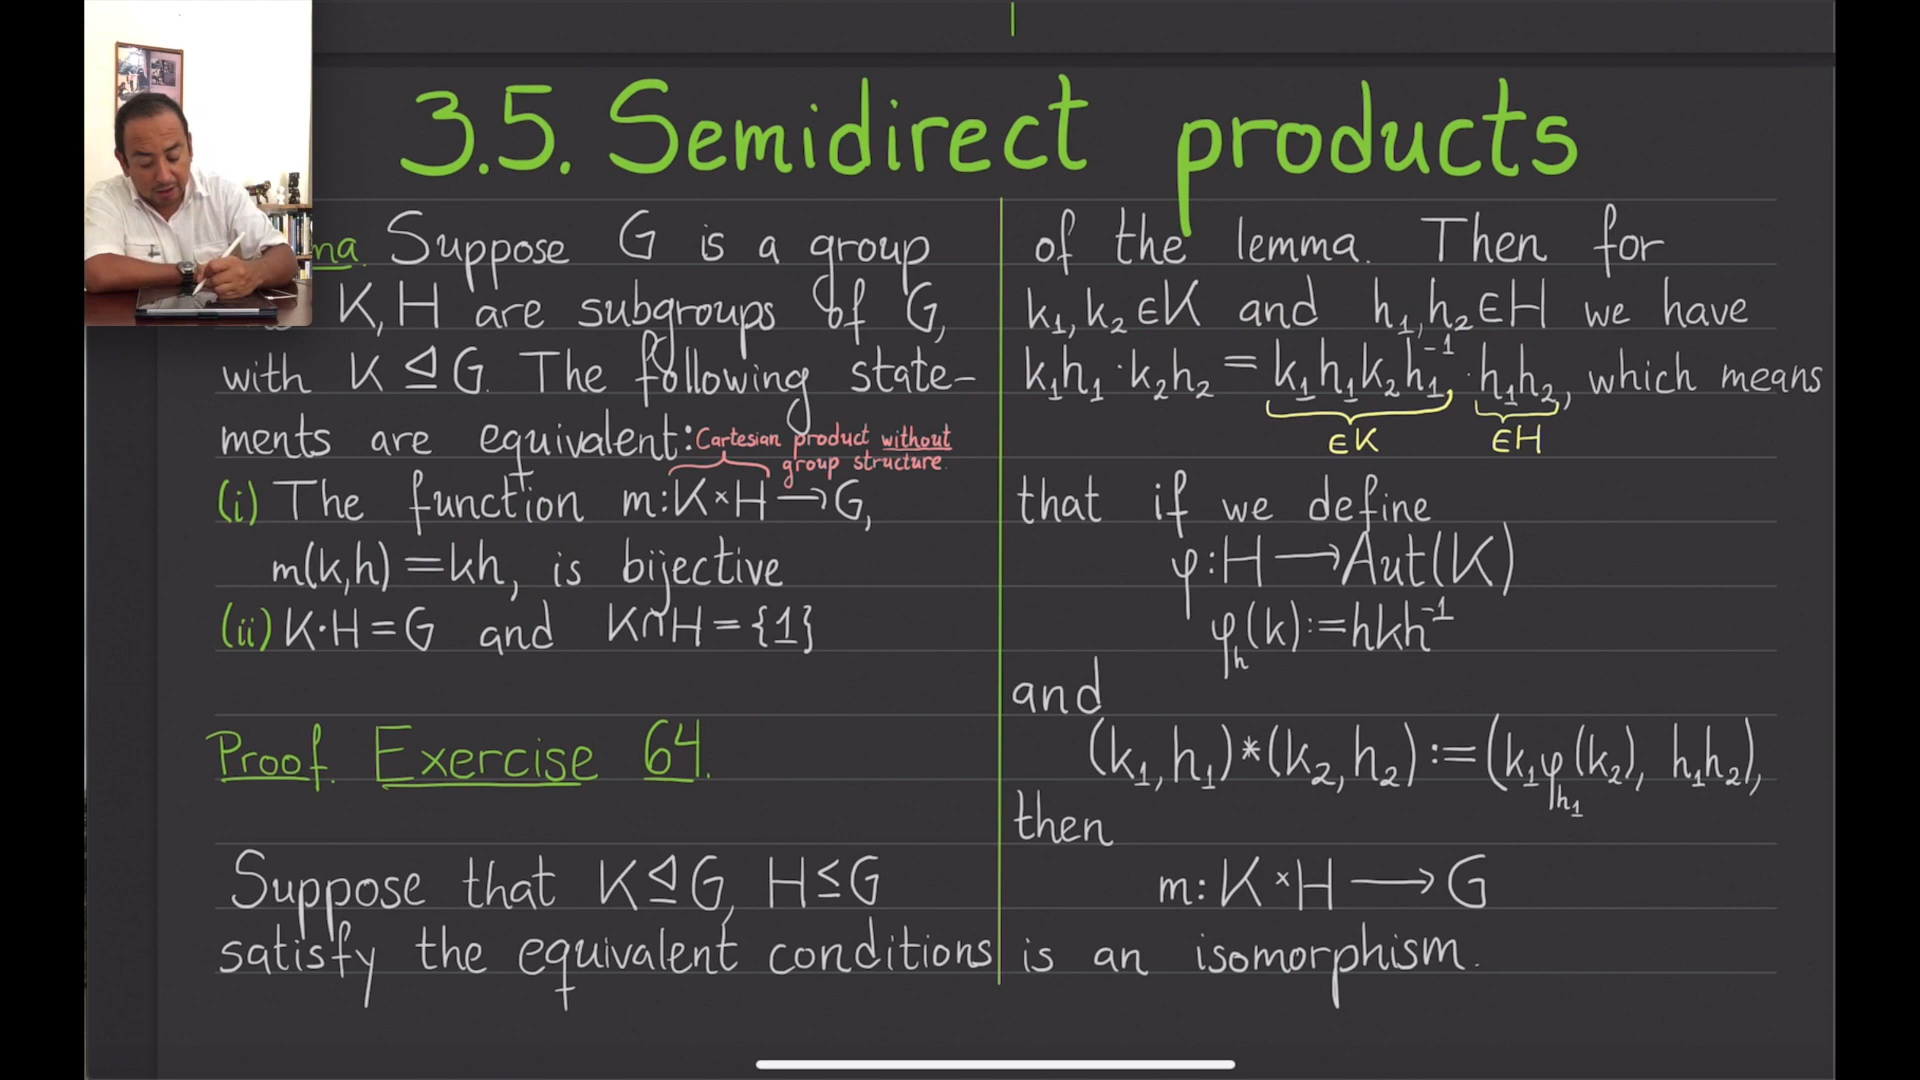 3.5. Semidirect products
ma. Suppose G is a group
K, H are subgroups of G,
with K ⊴ G. The following state-
ments are equivalent:
Cartesian product without
group structure.
(i) The function m: K×H → G,
m(k,h) = kh, is bijective
(ii) K·H = G and K∩H = {1}
Proof. Exercise 64.
Suppose that K ⊴ G, H ≤ G
satisfy the equivalent conditions
of the lemma. Then for
k₁, k₂ ∈ K and h₁, h₂ ∈ H we have
k₁h₁·k₂h₂ = k₁h₁k₂h₁⁻¹·h₁h₂, which means
∈K ∈H
that if we define
φ: H → Aut(K)
φₕ(k) := hkh⁻¹
and
(k₁, h₁) * (k₂, h₂) := (k₁φ_h₁(k₂), h₁h₂),
then
m: K × H → G
is an isomorphism.